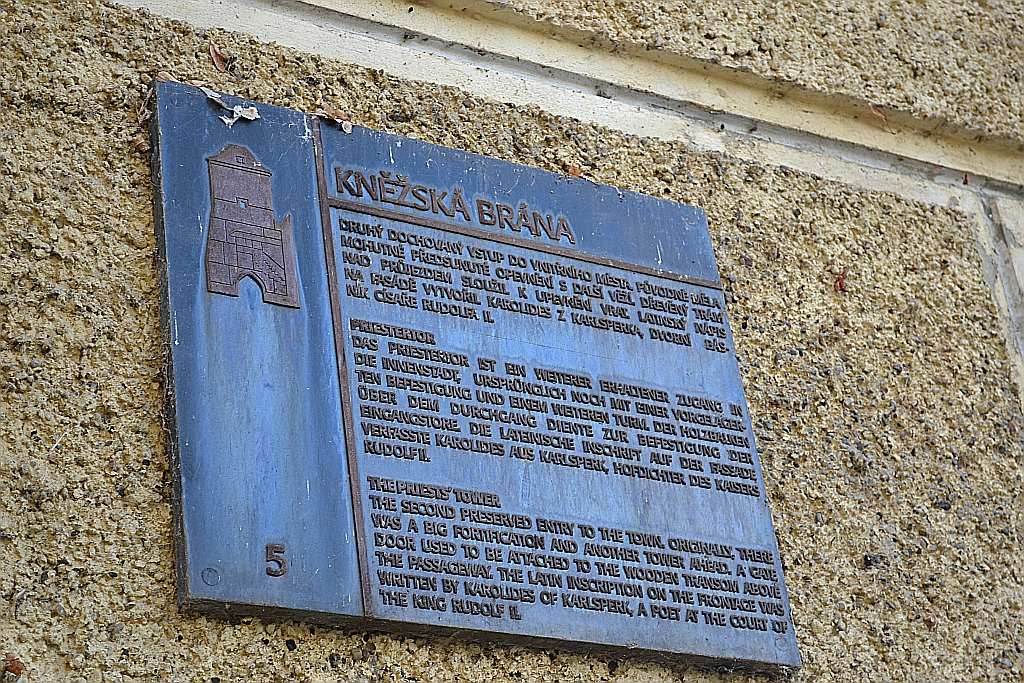 KNĚŽSKÁ BRÁNA
DRUHÝ DOCHOVANÝ VSTUP DO VNITŘNÍHO MĚSTA. PŮVODNĚ MĚLA
MOHUTNÉ PŘEDSUNUTÉ OPEVNĚNÍ S DALŠÍ VĚŽÍ. DŘEVĚNÝ TRÁM
NAD PRŮJEZDEM SLOUŽIL K UPEVNĚNÍ VRAT. LATINSKÝ NÁPIS
NA FASÁDĚ VYTVOŘIL KAROLIDES Z KARLSPERKA, DVORNÍ BÁS-
NÍK CÍSAŘE RUDOLFA II.
PRIESTERTOR
DAS PRIESTERTOR IST EIN WEITERER ERHALTENER ZUGANG IN
DIE INNENSTADT, URSPRÜNGLICH NOCH MIT EINER VORGELAGER-
TEN BEFESTIGUNG UND EINEM WEITEREN TURM. DER HOLZBALKEN
ÜBER DEM DURCHGANG DIENTE ZUR BEFESTIGUNG DER
EINGANGSTORE. DIE LATEINISCHE INSCHRIFT AUF DER FASSADE
VERFASSTE KAROLIDES AUS KARLSPERK, HOFDICHTER DES KAISERS
RUDOLF II.
THE PRIESTS' TOWER
THE SECOND PRESERVED ENTRY TO THE TOWN. ORIGINALLY, THERE
WAS A BIG FORTIFICATION AND ANOTHER TOWER AHEAD. A GATE
DOOR USED TO BE ATTACHED TO THE WOODEN TRANSOM ABOVE
THE PASSAGEWAY. THE LATIN INSCRIPTION ON THE FRONTAGE WAS
WRITTEN BY KAROLIDES OF KARLSPERK, A POET AT THE COURT OF
THE KING RUDOLF II.
5